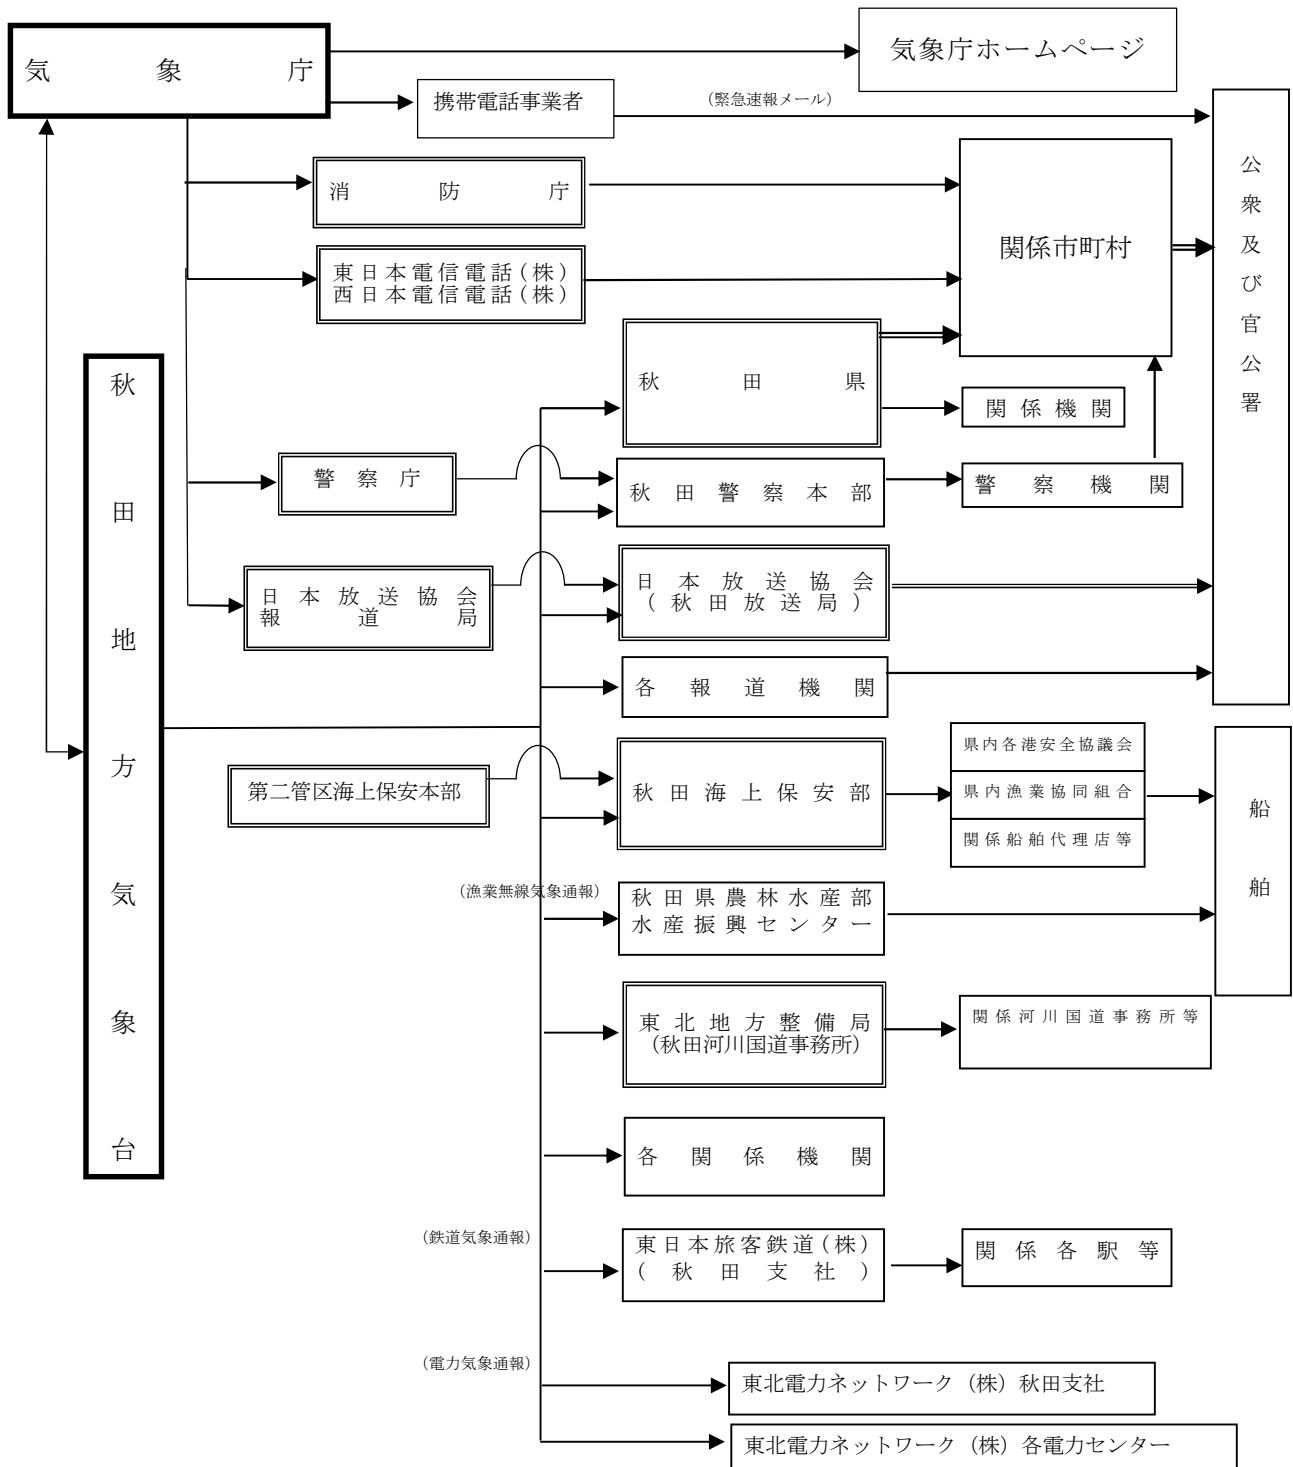 気象庁
気象庁ホームページ
携帯電話事業者
（緊急速報メール）
公衆及び官公署
消防庁
関係市町村
東日本電信電話（株）
西日本電信電話（株）
秋田県
関係機関
秋田地方気象台
警察庁
秋田警察本部
警察機関
日本放送協会
報道局
日本放送協会
（秋田放送局）
各報道機関
県内各港安全協議会
第二管区海上保安本部
秋田海上保安部
県内漁業協同組合
船舶
関係船舶代理店等
（漁業無線気象通報）
秋田県農林水産部
水産振興センター
東北地方整備局
（秋田河川国道事務所）
関係河川国道事務所等
各関係機関
（鉄道気象通報）
東日本旅客鉄道（株）
（秋田支社）
関係各駅等
（電力気象通報）
東北電力ネットワーク（株）秋田支社
東北電力ネットワーク（株）各電力センター